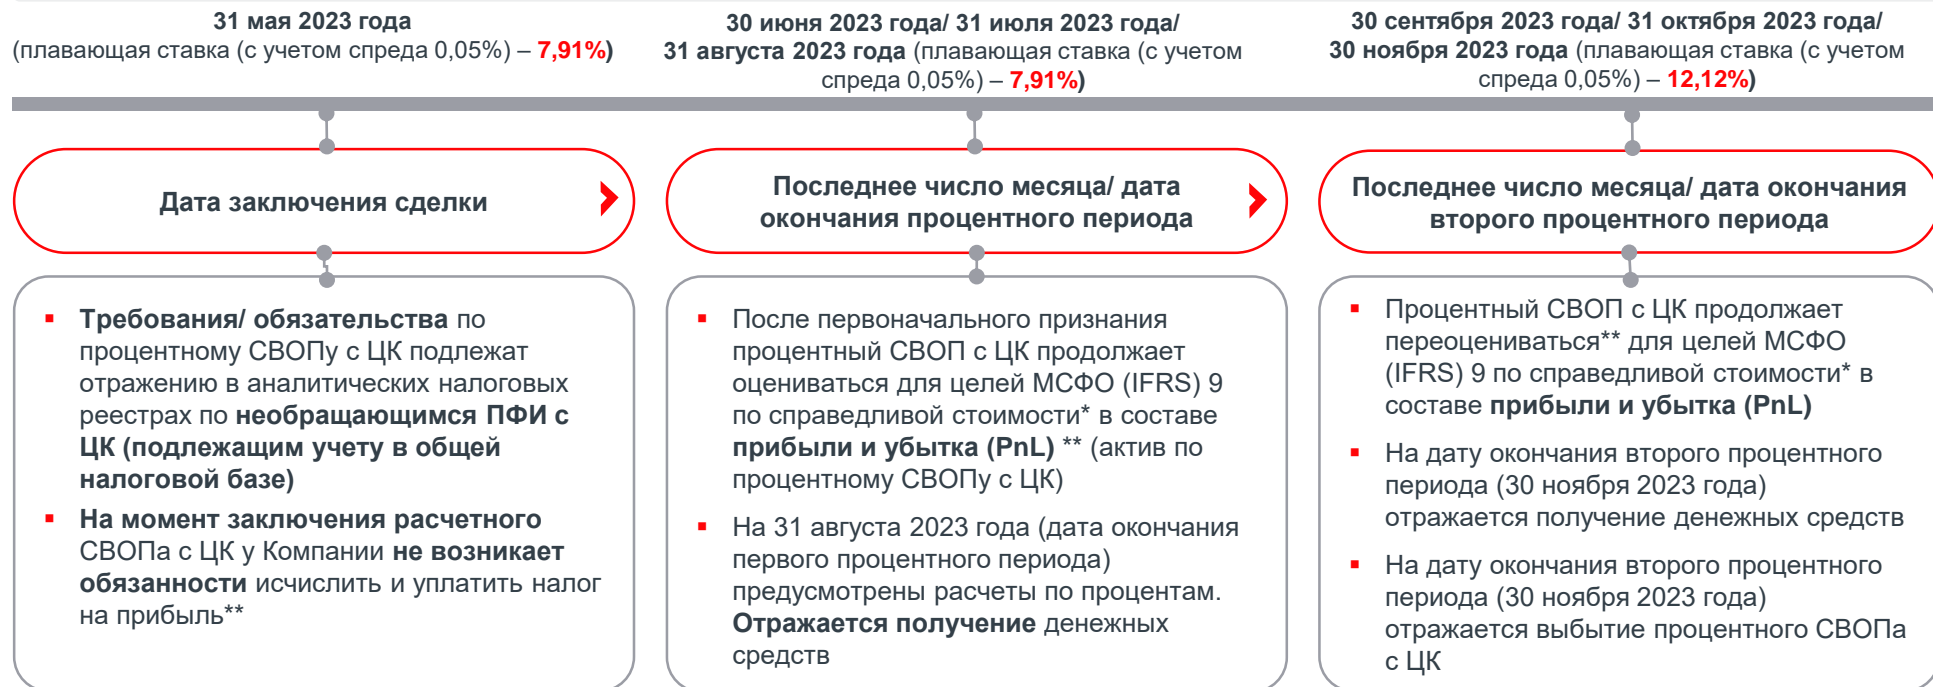 31 мая 2023 года
(плавающая ставка (с учетом спреда 0,05%) – 7,91%)
30 июня 2023 года/ 31 июля 2023 года/
31 августа 2023 года (плавающая ставка (с учетом
спреда 0,05%) – 7,91%)
30 сентября 2023 года/ 31 октября 2023 года/
30 ноября 2023 года (плавающая ставка (с учетом
спреда 0,05%) – 12,12%)
Дата заключения сделки
Последнее число месяца/ дата
окончания процентного периода
Последнее число месяца/ дата окончания
второго процентного периода
▪ Требования/ обязательства по
процентному СВОПу с ЦК подлежат
отражению в аналитических налоговых
реестрах по необращающимся ПФИ с
ЦК (подлежащим учету в общей
налоговой базе)
▪ На момент заключения расчетного
СВОПа с ЦК у Компании не возникает
обязанности исчислить и уплатить налог
на прибыль**
▪ После первоначального признания
процентный СВОП с ЦК продолжает
оцениваться для целей МСФО (IFRS) 9
по справедливой стоимости* в составе
прибыли и убытка (PnL) ** (актив по
процентному СВОПу с ЦК)
▪ На 31 августа 2023 года (дата окончания
первого процентного периода)
предусмотрены расчеты по процентам.
Отражается получение денежных
средств
▪ Процентный СВОП с ЦК продолжает
переоцениваться** для целей МСФО
(IFRS) 9 по справедливой стоимости* в
составе прибыли и убытка (PnL)
▪ На дату окончания второго процентного
периода (30 ноября 2023 года)
отражается получение денежных средств
▪ На дату окончания второго процентного
периода (30 ноября 2023 года)
отражается выбытие процентного СВОПа
с ЦК